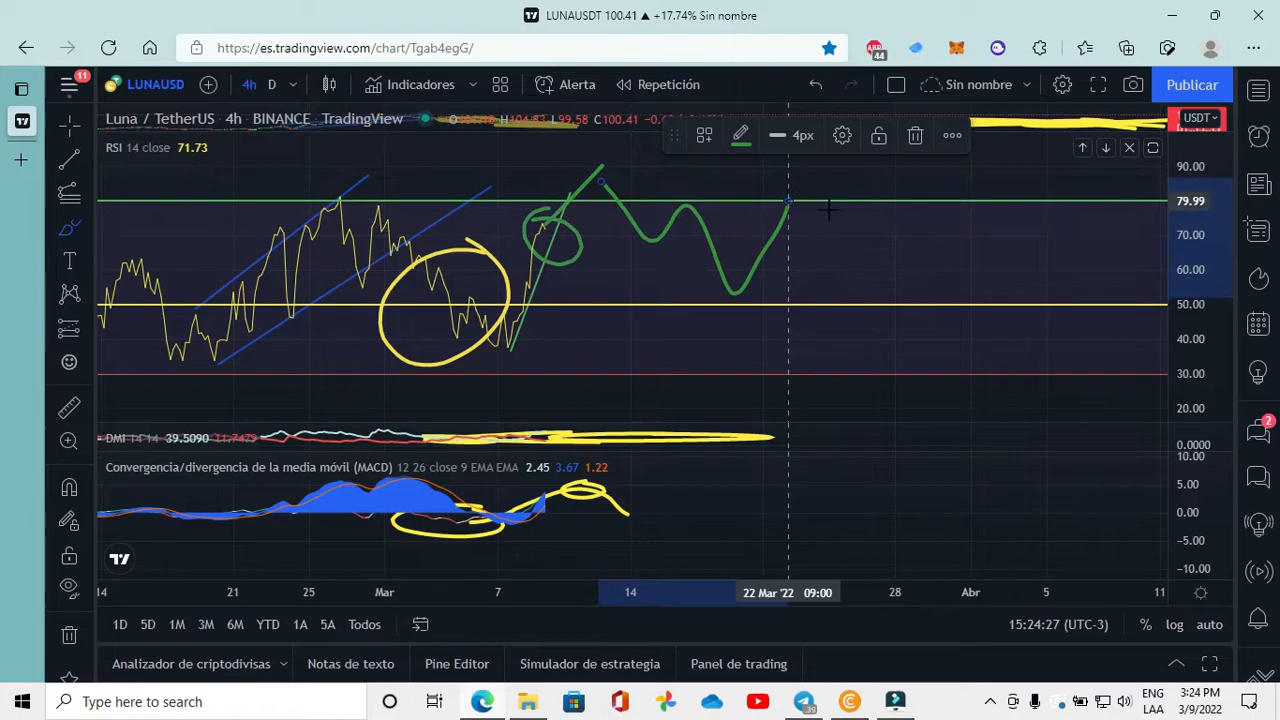 LUNAUSDT 100.41 ▲ +17.74% Sin nombre
https://es.tradingview.com/chart/Tgab4egG/
44
11
LUNAUSD
4h
D
Indicadores
Alerta
Repetición
Sin nombre
Publicar
Luna / TetherUS · 4h · BINANCE · TradingView
L99.58 C100.41
USDT
4px
RSI 14 close 71.73
90.00
79.99
70.00
60.00
50.00
40.00
30.00
20.00
DMI 14 14 39.5090 11.7479
0.0000
Convergencia/divergencia de la media móvil (MACD) 12 26 close 9 EMA EMA 2.45 3.67 1.22
10.00
5.00
0.00
−5.00
−10.00
2
14
21
25
Mar
7
14
22 Mar '22 09:00
28
Abr
5
11
1D
5D
1M
3M
6M
YTD
1A
5A
Todos
15:24:27 (UTC-3)
%
log
auto
Analizador de criptodivisas
Notas de texto
Pine Editor
Simulador de estrategia
Panel de trading
Type here to search
ENG
LAA
3:24 PM
3/9/2022